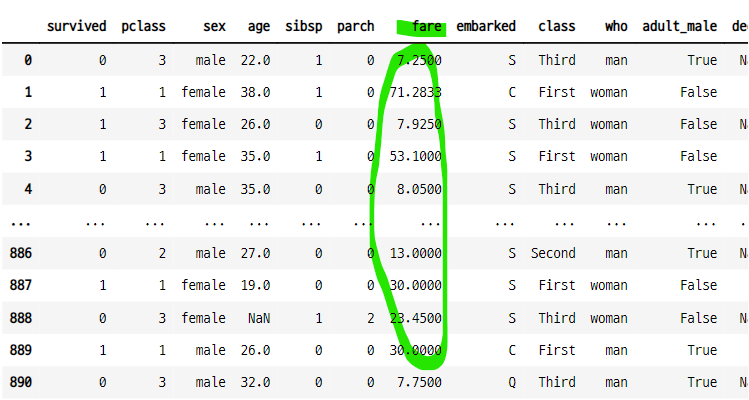 survived pclass sex age sibsp parch fare embarked class who adult_male de
0 0 3 male 22.0 1 0 7.2500 S Third man True N
1 1 1 female 38.0 1 0 71.2833 C First woman False
2 1 3 female 26.0 0 0 7.9250 S Third woman False N
3 1 1 female 35.0 1 0 53.1000 S First woman False
4 0 3 male 35.0 0 0 8.0500 S Third man True N
... ... ... ... ... ... ... ... ... ... ... ... ..
886 0 2 male 27.0 0 0 13.0000 S Second man True N
887 1 1 female 19.0 0 0 30.0000 S First woman False
888 0 3 female NaN 1 2 23.4500 S Third woman False N
889 1 1 male 26.0 0 0 30.0000 C First man True
890 0 3 male 32.0 0 0 7.7500 Q Third man True N